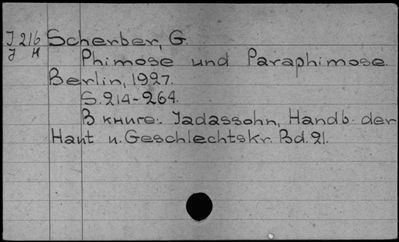 J 216 Scherber, G.
J H Phimose und Paraphimose.
Berlin, 1927.
S. 214-264.
В книге: Jadassohn, Handb. der
Haut u. Geschlechtskr. Bd. 21.